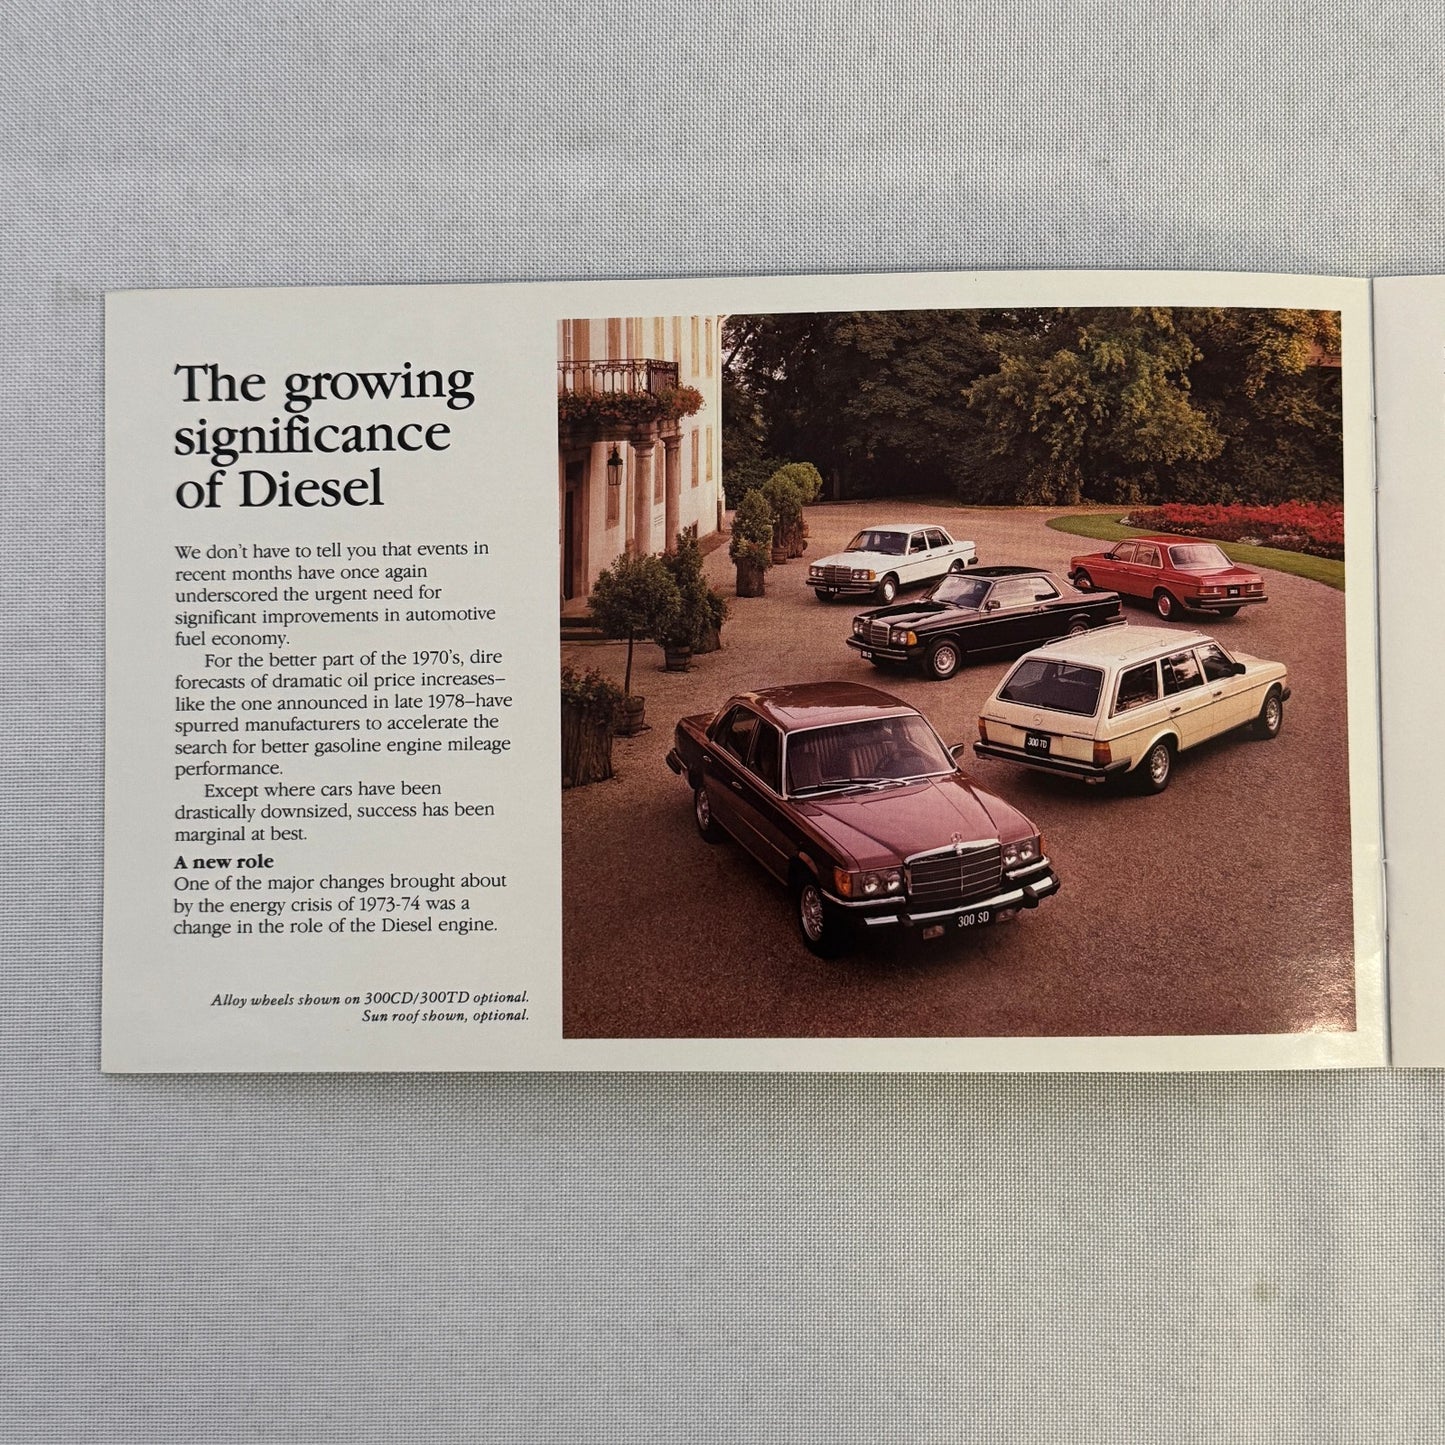 The growing
significance
of Diesel
We don't have to tell you that events in
recent months have once again
underscored the urgent need for
significant improvements in automotive
fuel economy.
For the better part of the 1970's, dire
forecasts of dramatic oil price increases–
like the one announced in late 1978–have
spurred manufacturers to accelerate the
search for better gasoline engine mileage
performance.
Except where cars have been
drastically downsized, success has been
marginal at best.
A new role
One of the major changes brought about
by the energy crisis of 1973-74 was a
change in the role of the Diesel engine.
Alloy wheels shown on 300CD/300TD optional.
Sun roof shown, optional.
300 TD
300 SD